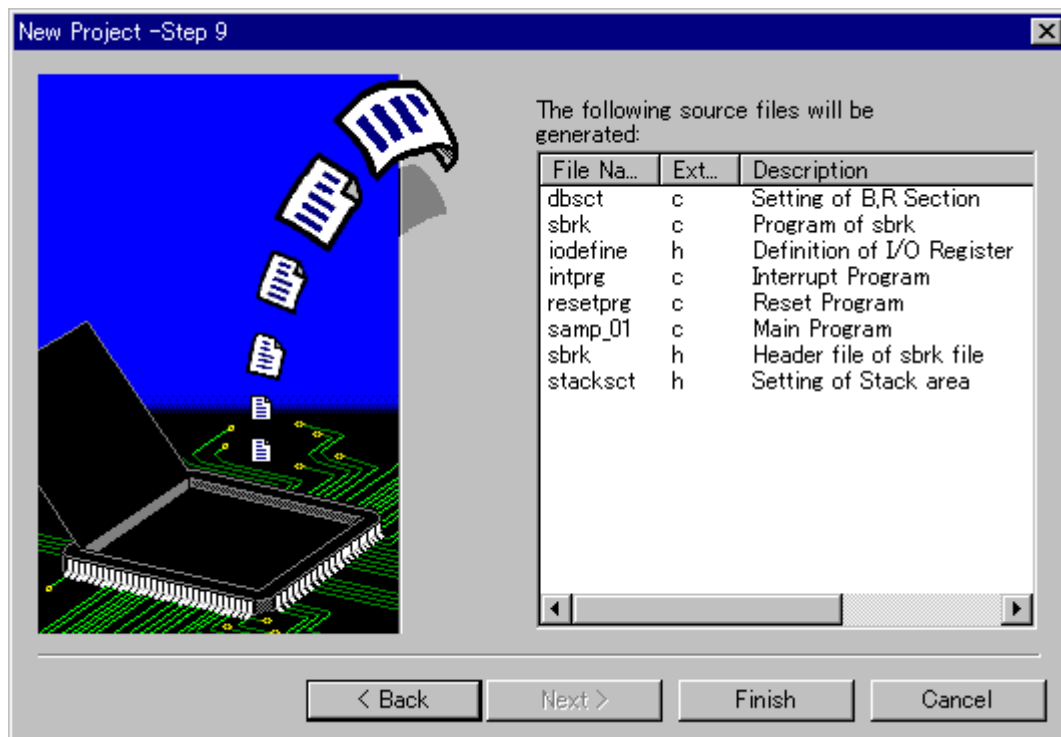 New Project -Step 9
The following source files will be
generated:
File Na... Ext... Description
dbsct c Setting of B,R Section
sbrk c Program of sbrk
iodefine h Definition of I/O Register
intprg c Interrupt Program
resetprg c Reset Program
samp_01 c Main Program
sbrk h Header file of sbrk file
stacksct h Setting of Stack area
< Back Next > Finish Cancel